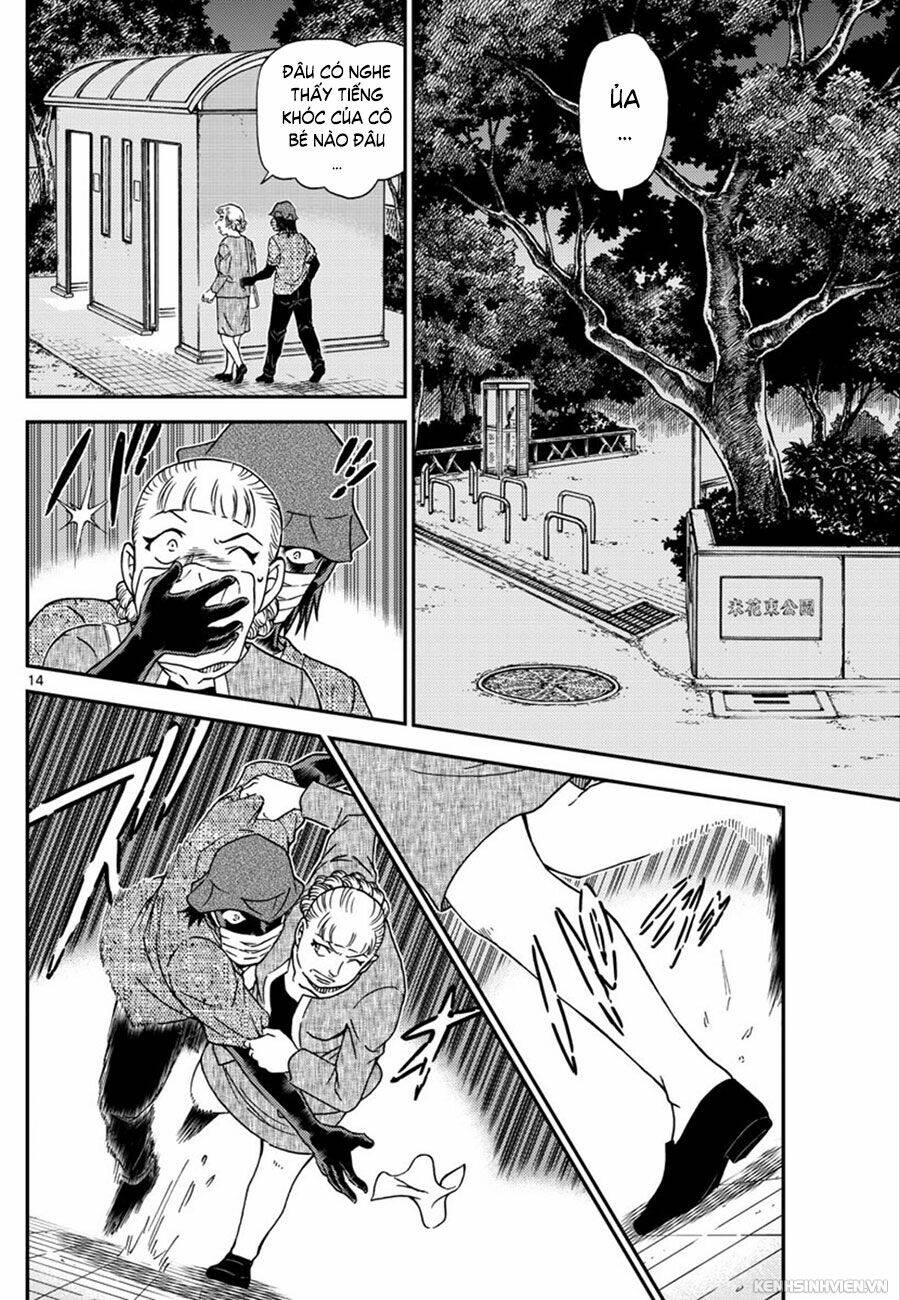 ỦA
...
ĐÂU CÓ NGHE
THẤY TIẾNG
KHÓC CỦA CÔ
BÉ NÀO ĐÂU
...
米花東公園
14
KENHSINHVIEN.VN